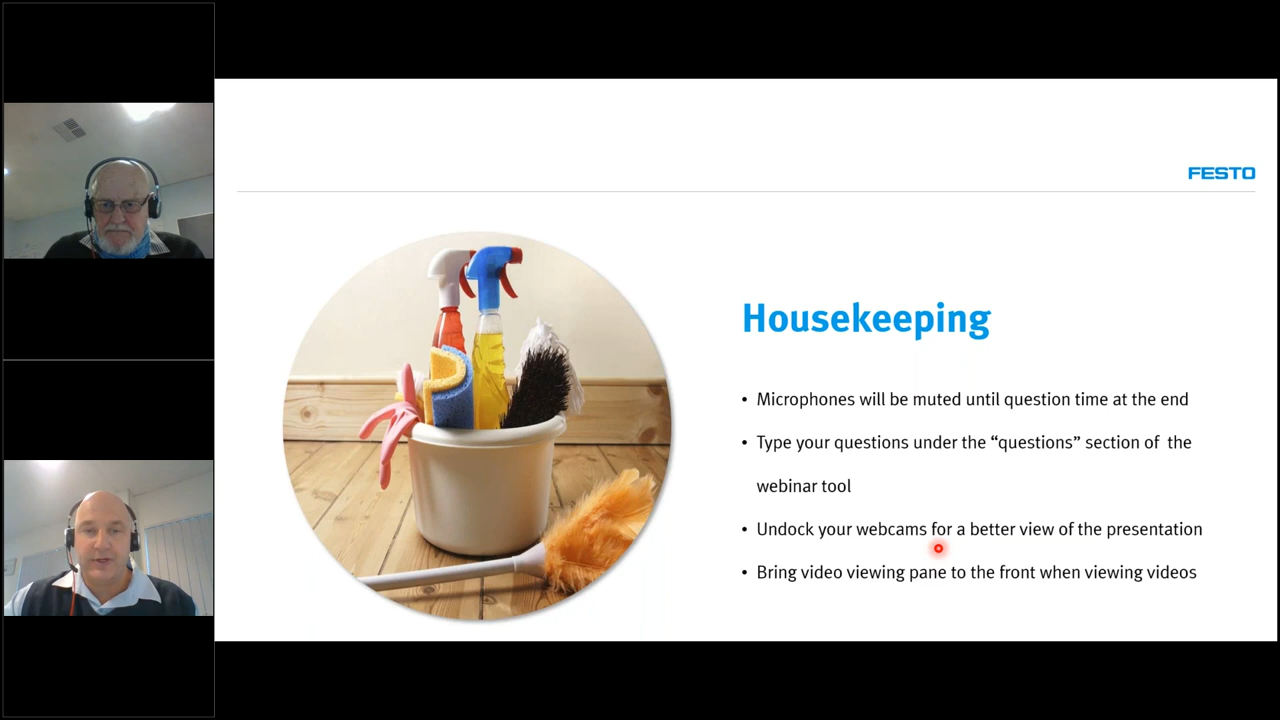 FESTO
Housekeeping
• Microphones will be muted until question time at the end
• Type your questions under the “questions” section of the
webinar tool
• Undock your webcams for a better view of the presentation
• Bring video viewing pane to the front when viewing videos